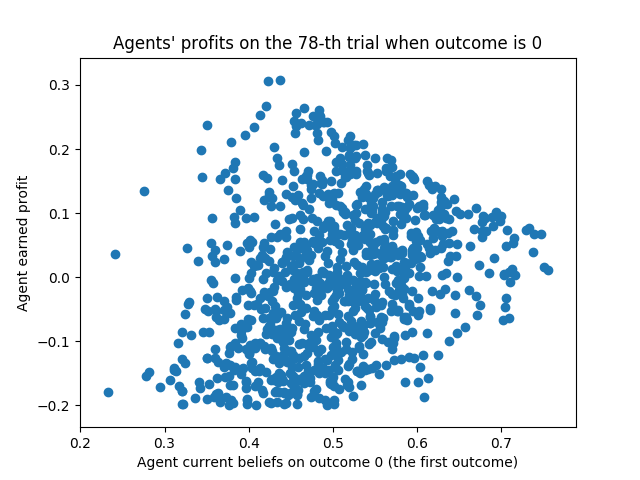 Agents' profits on the 78-th trial when outcome is 0
0.3
0.2
0.1
0.0
−0.1
−0.2
Agent earned profit
0.2 0.3 0.4 0.5 0.6 0.7
Agent current beliefs on outcome 0 (the first outcome)